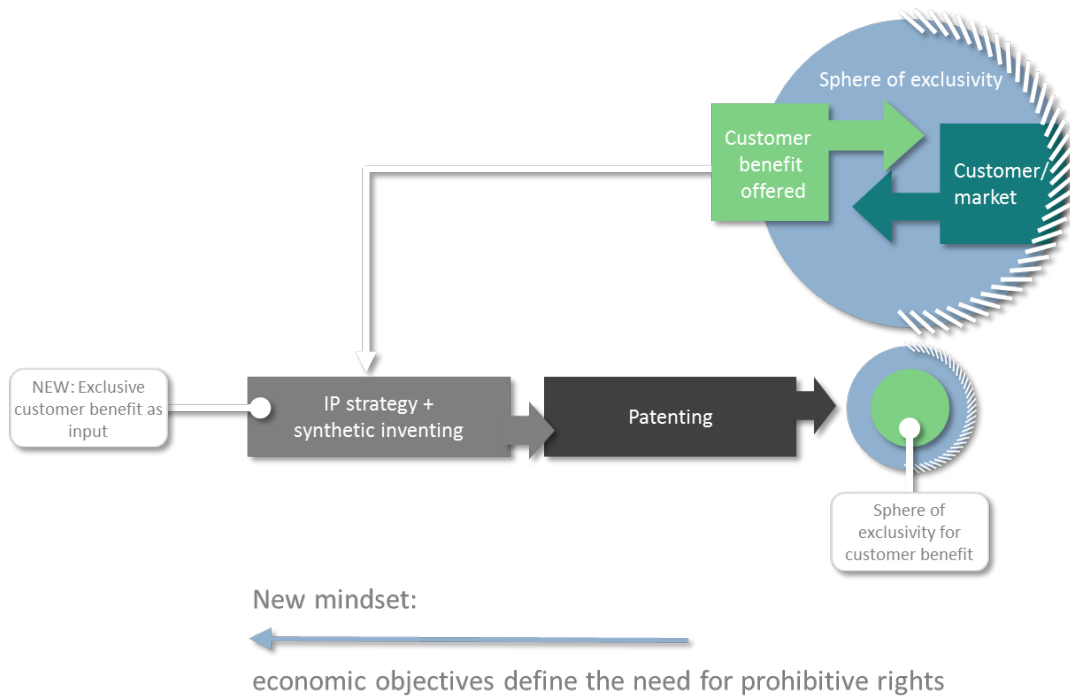 Sphere of exclusivity
Customer
benefit
offered
Customer/
market
NEW: Exclusive
customer benefit as
input
IP strategy +
synthetic inventing
Patenting
Sphere of
exclusivity for
customer benefit
New mindset:
economic objectives define the need for prohibitive rights